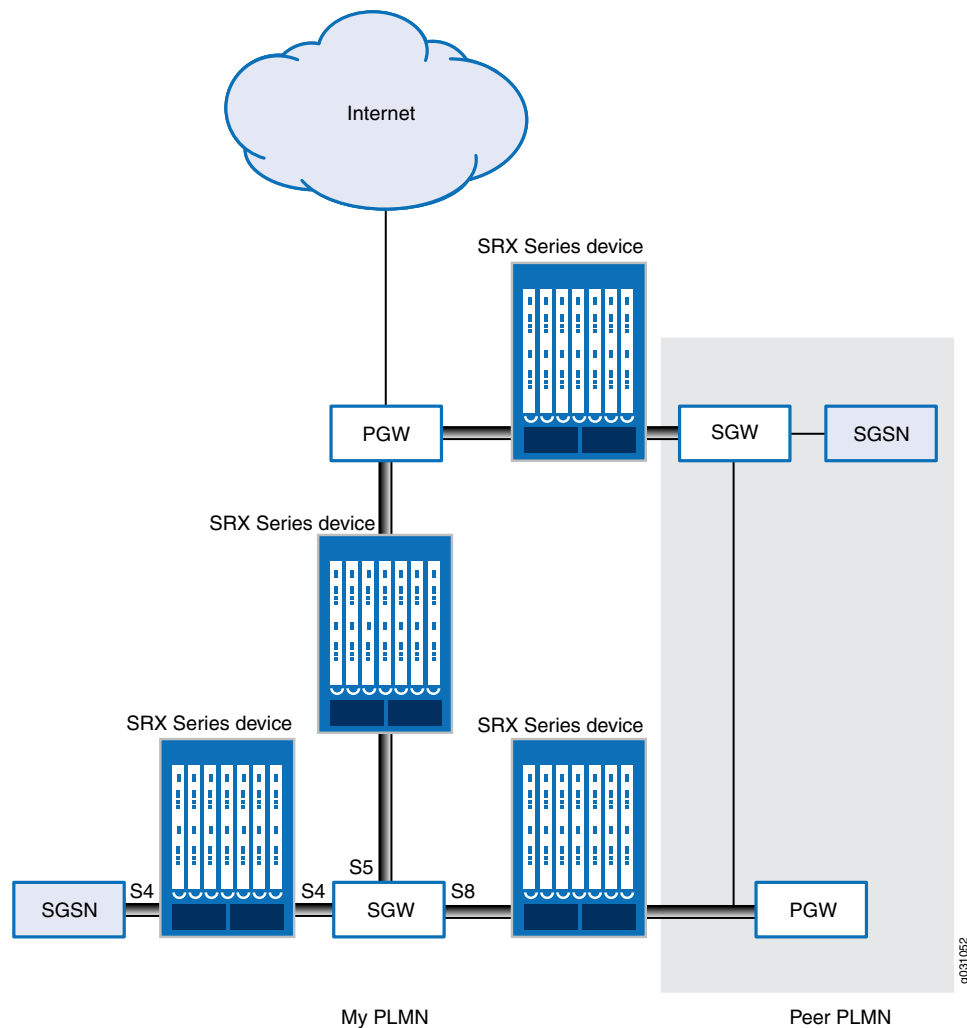 Internet
SRX Series device
PGW
SGW
SGSN
SRX Series device
SRX Series device
SRX Series device
S5
S4
S4
S8
SGSN
SGW
PGW
g031052
My PLMN
Peer PLMN